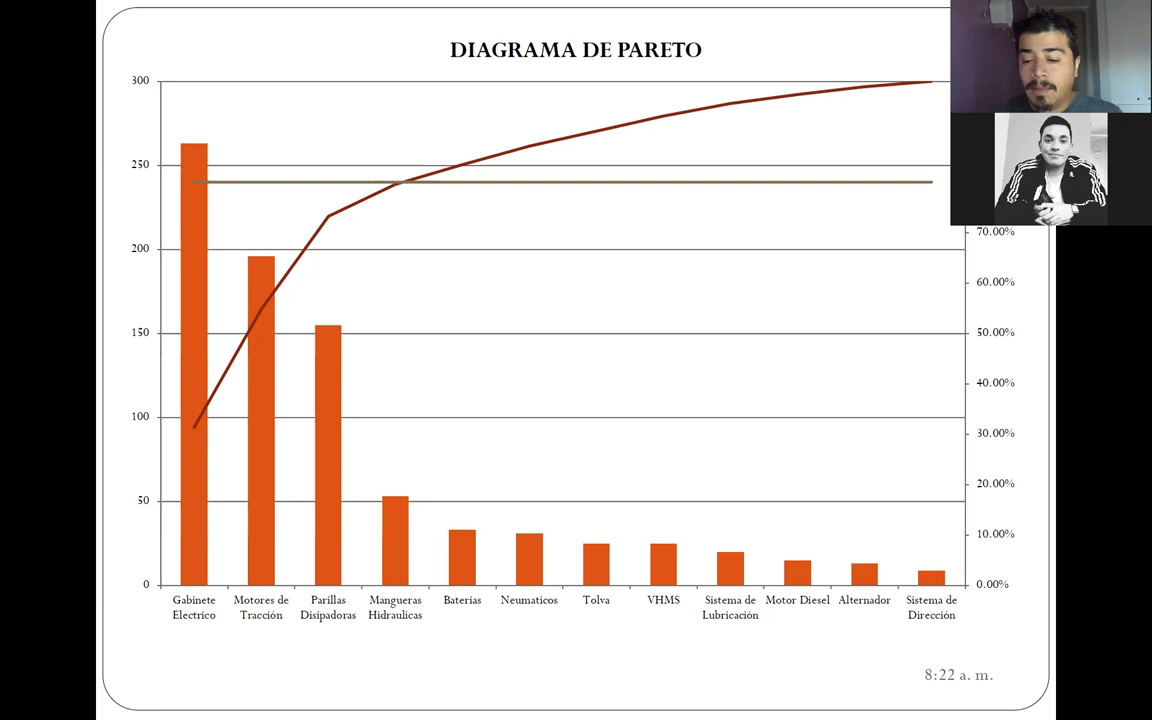 DIAGRAMA DE PARETO
300
250
200
150
100
50
0
70.00%
60.00%
50.00%
40.00%
30.00%
20.00%
10.00%
0.00%
Gabinete
Electrico
Motores de
Tracción
Parillas
Disipadoras
Mangueras
Hidraulicas
Baterias
Neumaticos
Tolva
VHMS
Sistema de
Lubricación
Motor Diesel
Alternador
Sistema de
Dirección
8:22 a. m.